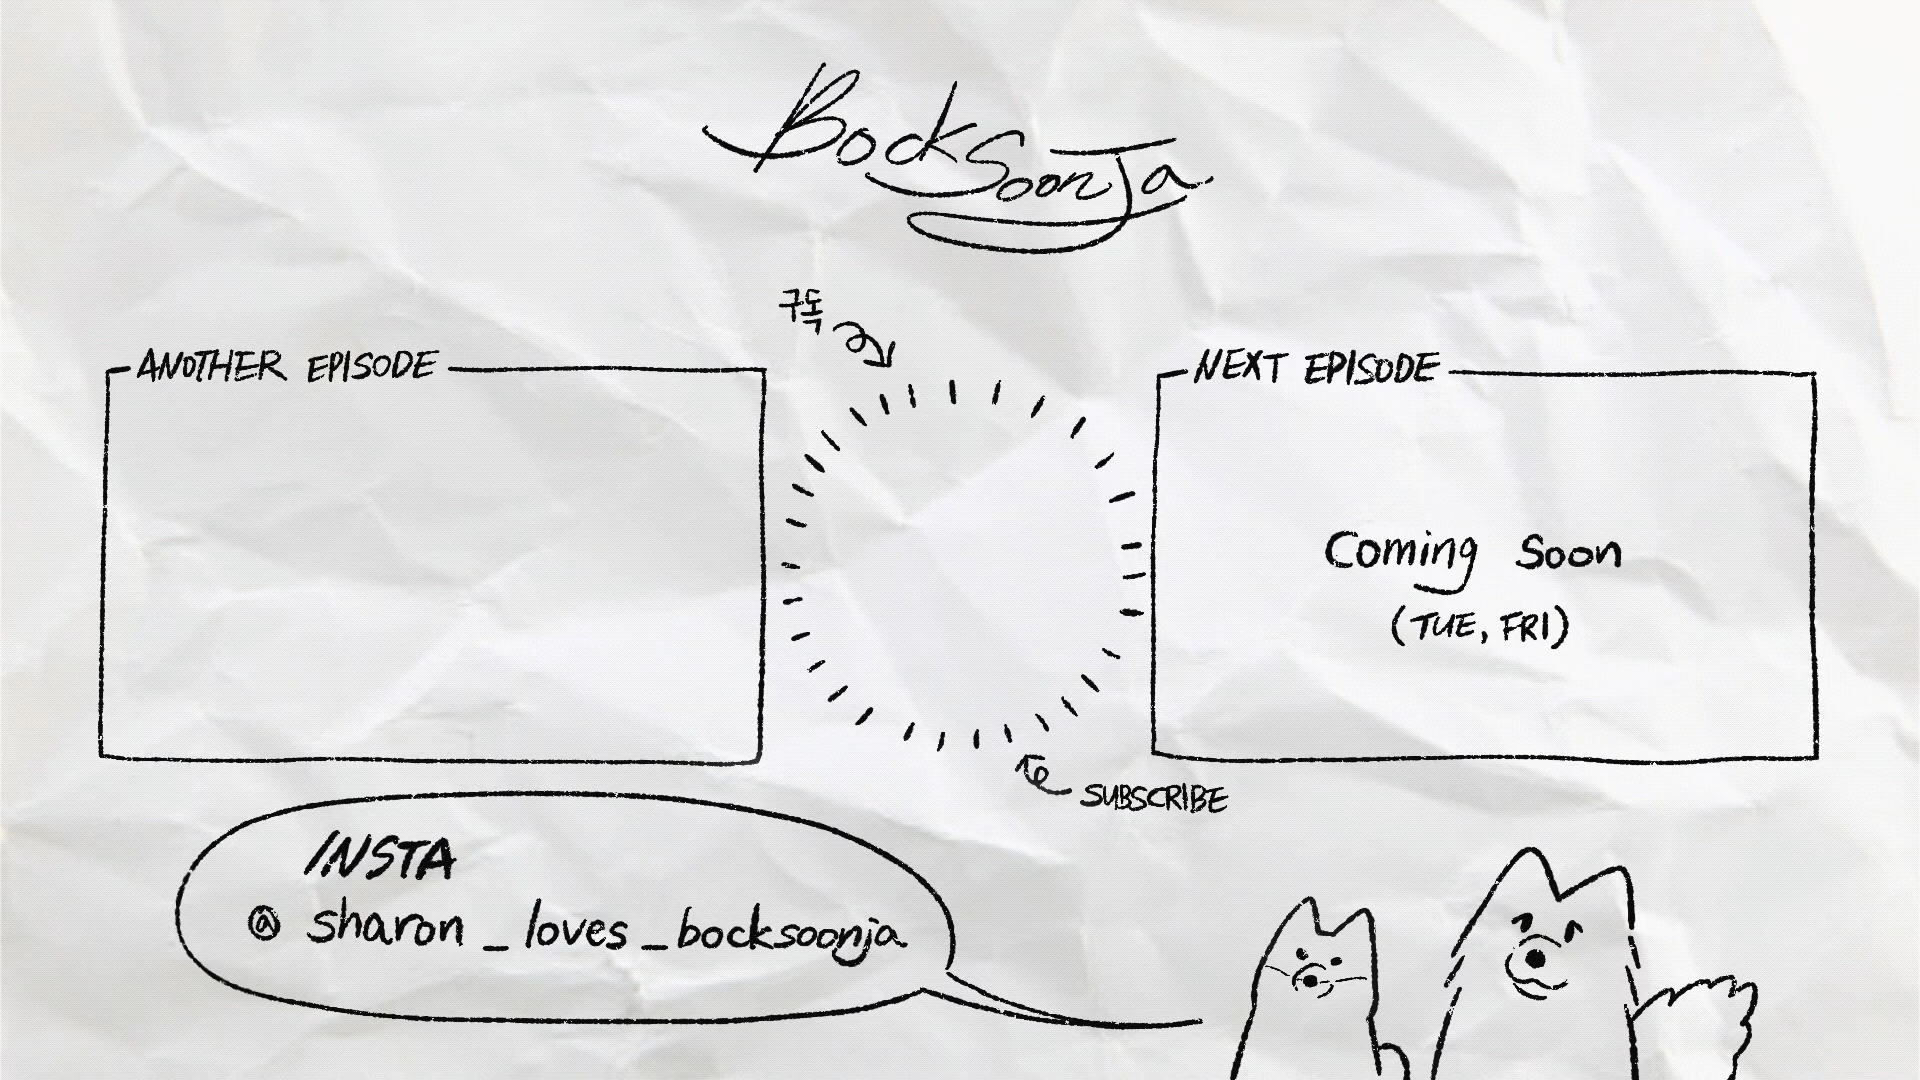 BockSoonJa
구독
ANOTHER EPISODE
NEXT EPISODE
Coming Soon
(TUE, FRI)
SUBSCRIBE
INSTA
@ sharon_loves_bocksoonja